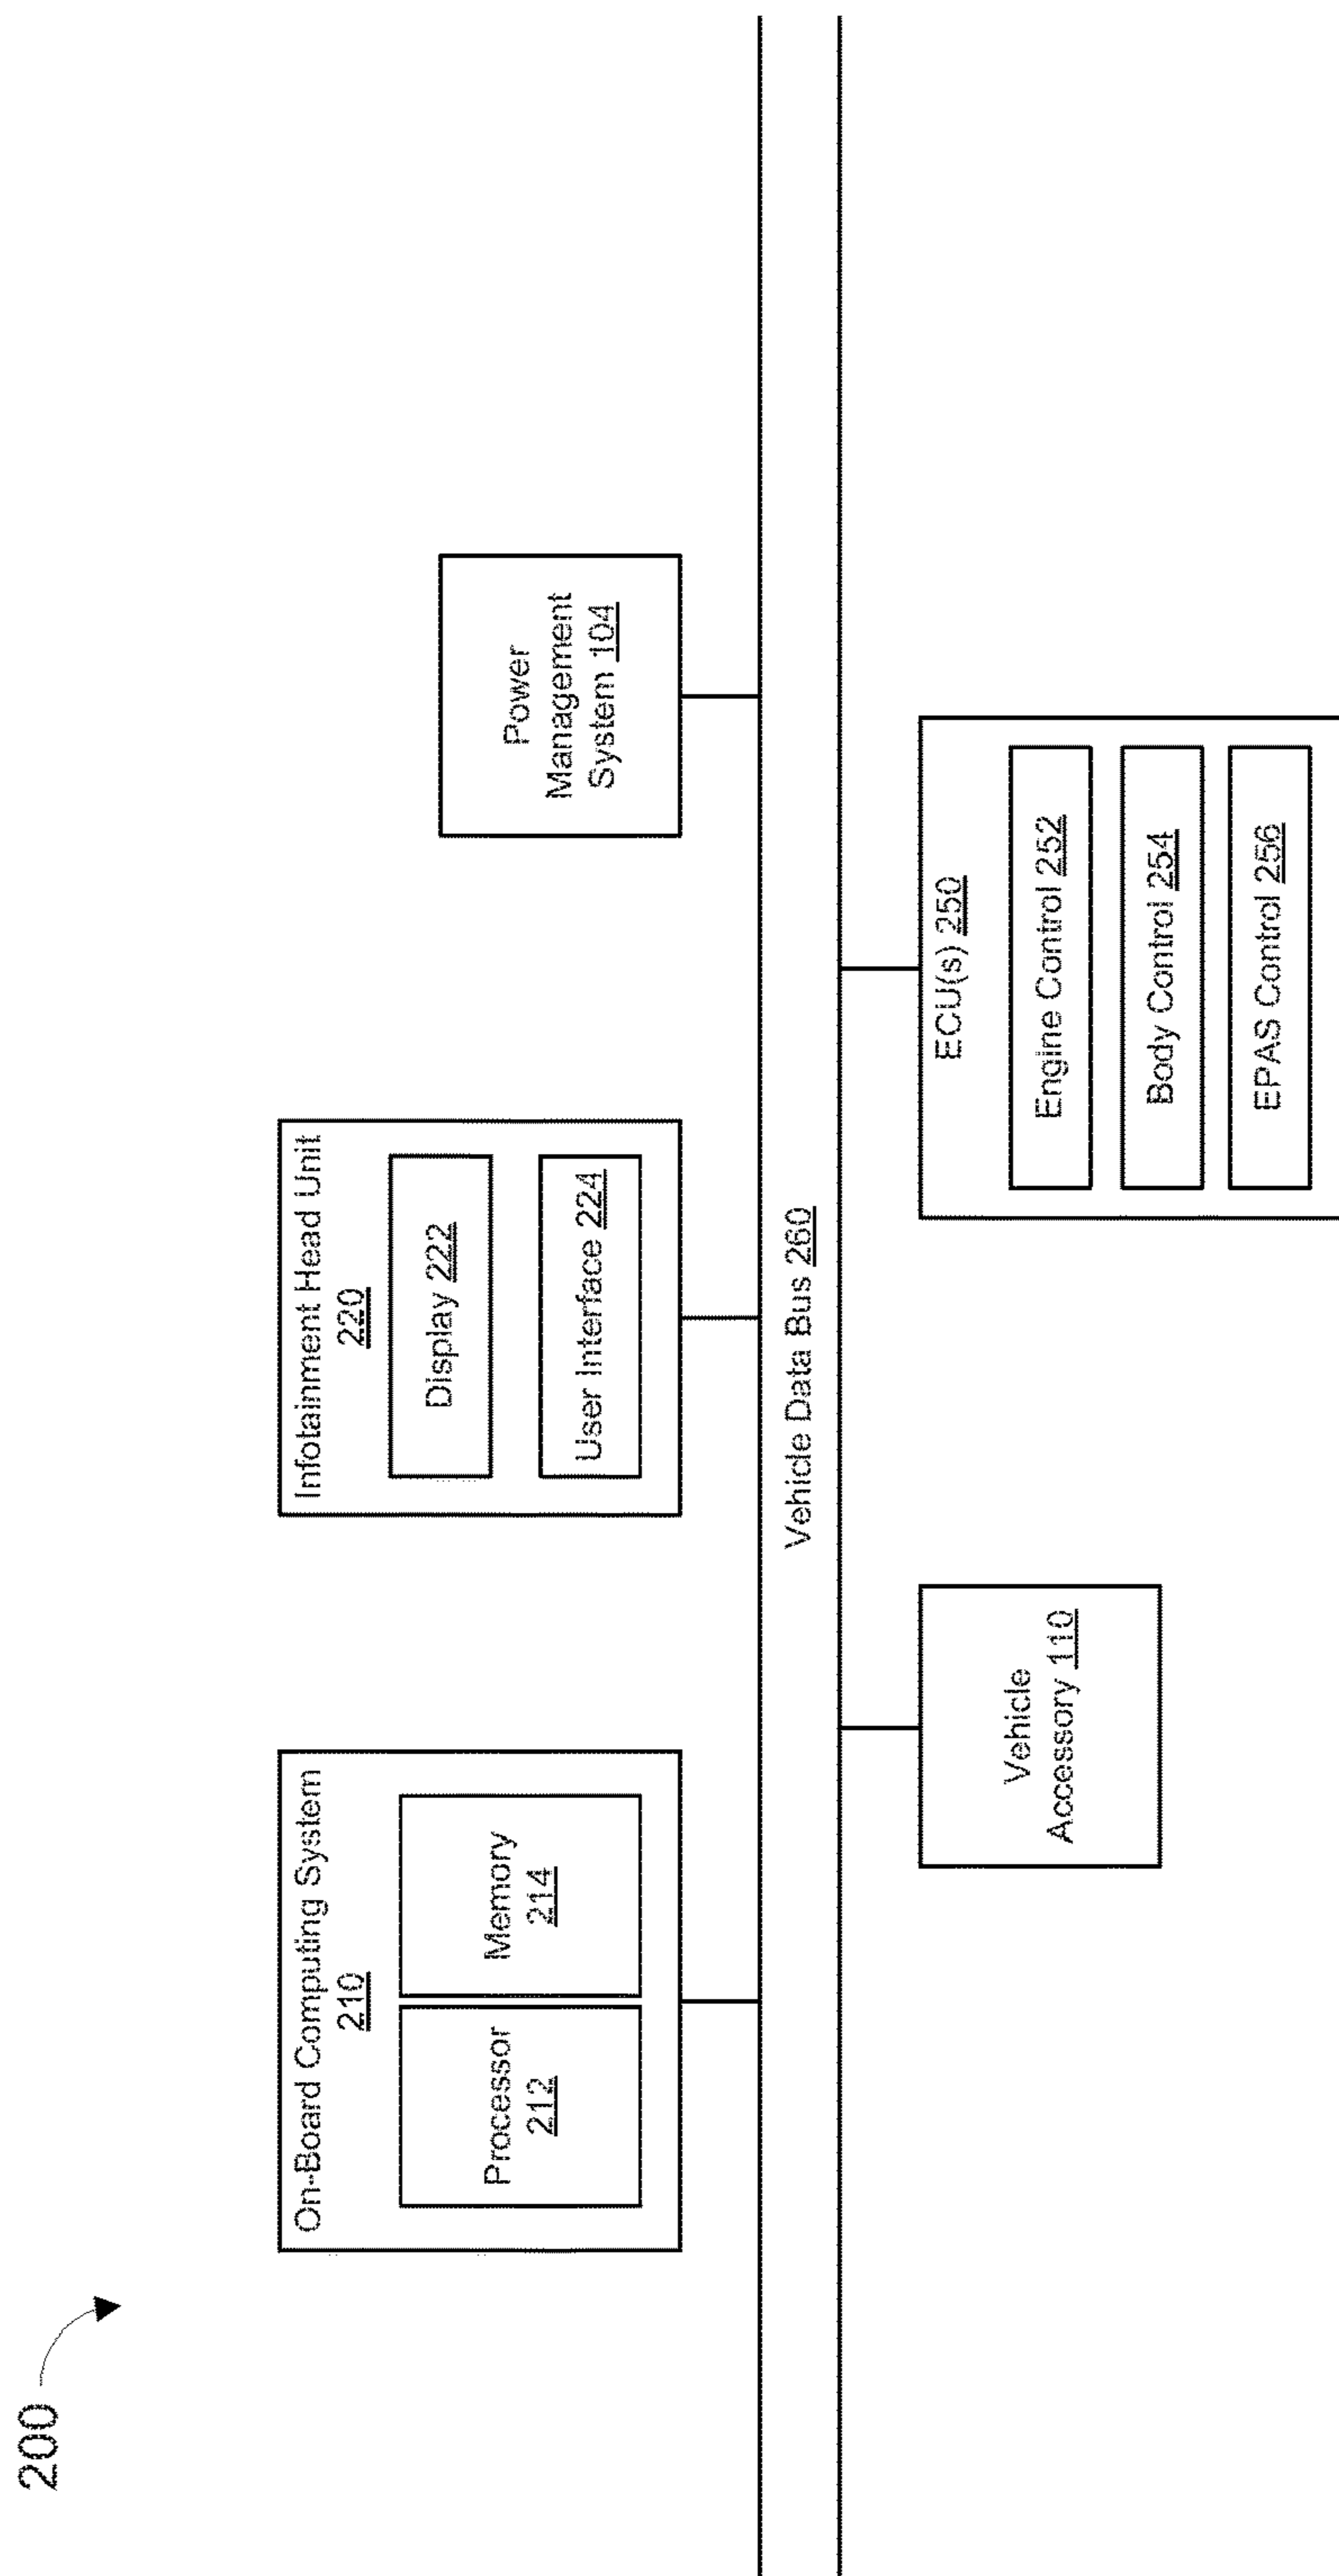 200
On-Board Computing System
210
Processor
212
Memory
214
Infotainment Head Unit
220
Display 222
User Interface 224
Power
Management
System 104
Vehicle Data Bus 260
Vehicle
Accessory 110
ECU(s) 250
Engine Control 252
Body Control 254
EPAS Control 256